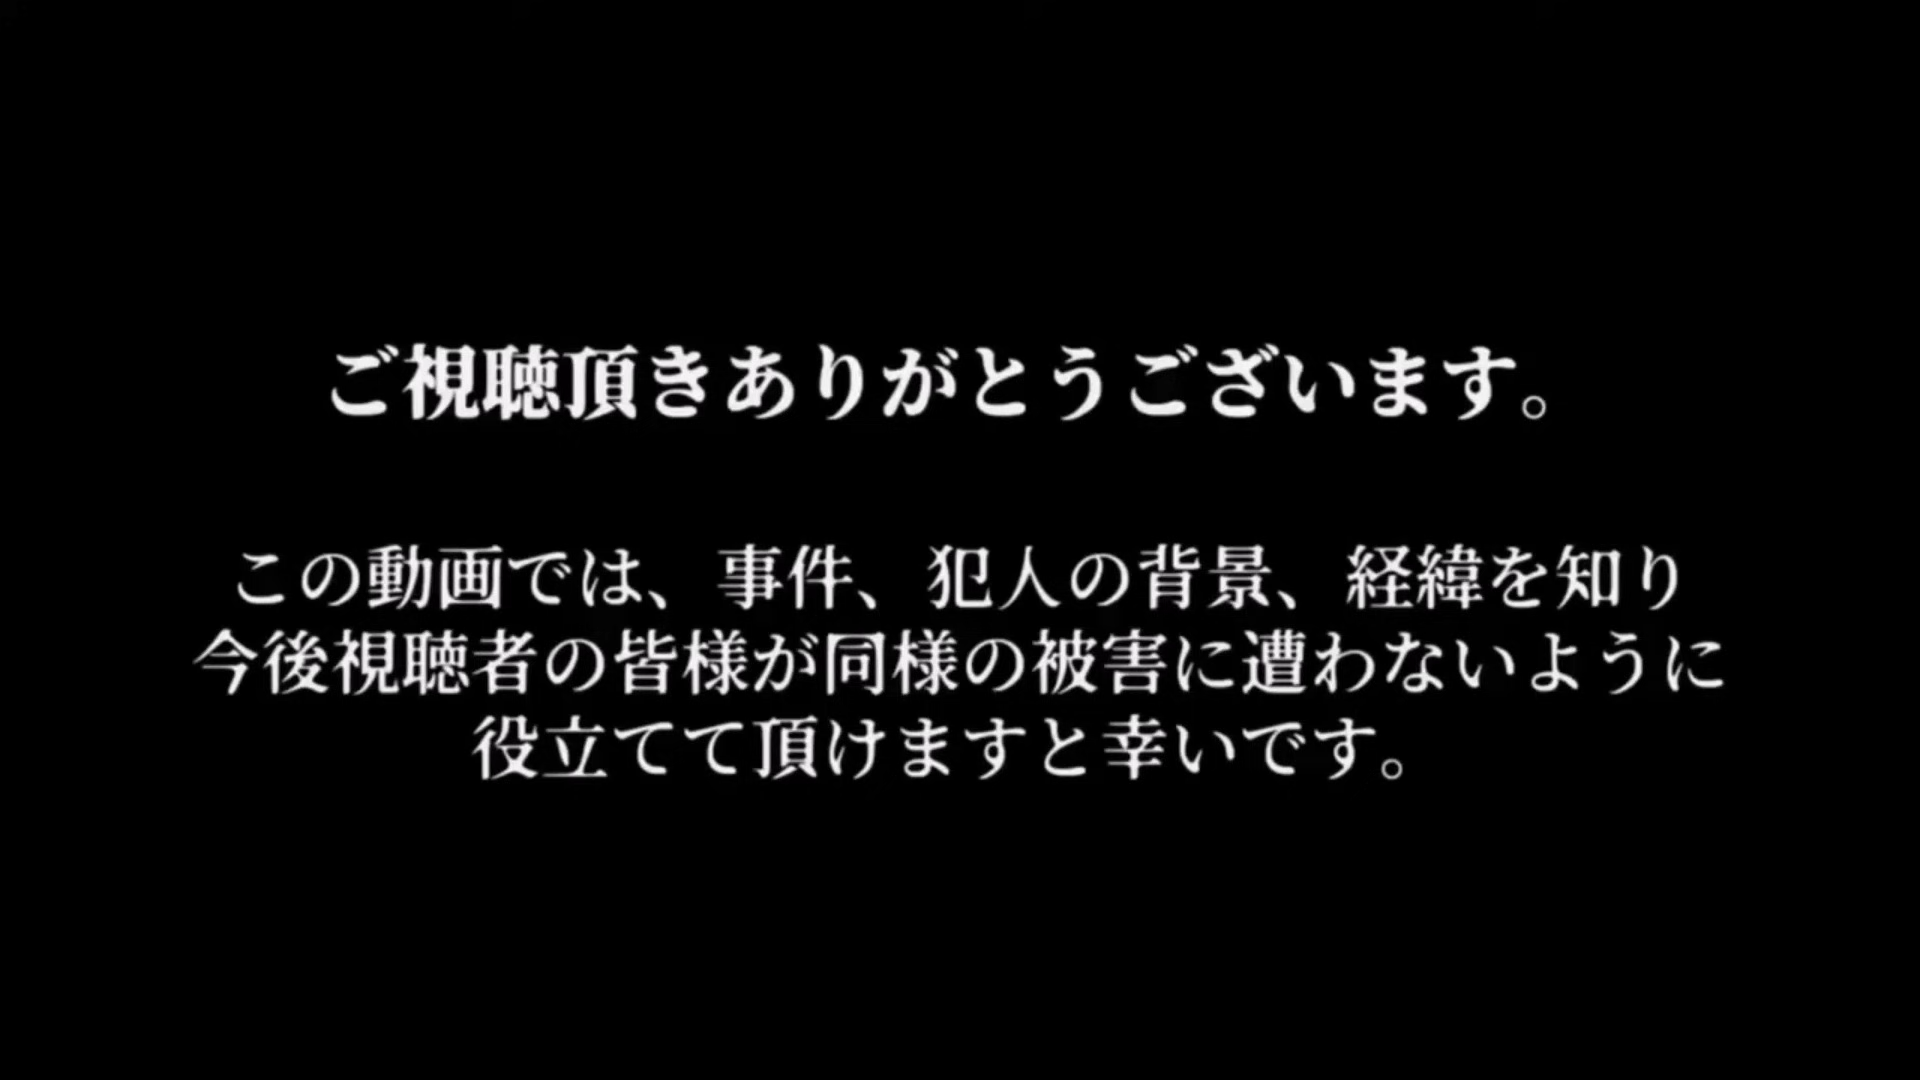 ご視聴頂きありがとうございます。
この動画では、事件、犯人の背景、経緯を知り
今後視聴者の皆様が同様の被害に遭わないように
役立てて頂けますと幸いです。